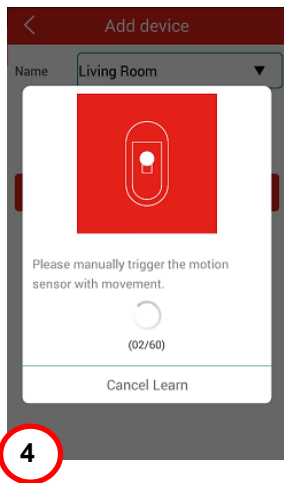 Add device
Name Living Room
Please manually trigger the motion
sensor with movement.
(02/60)
Cancel Learn
4